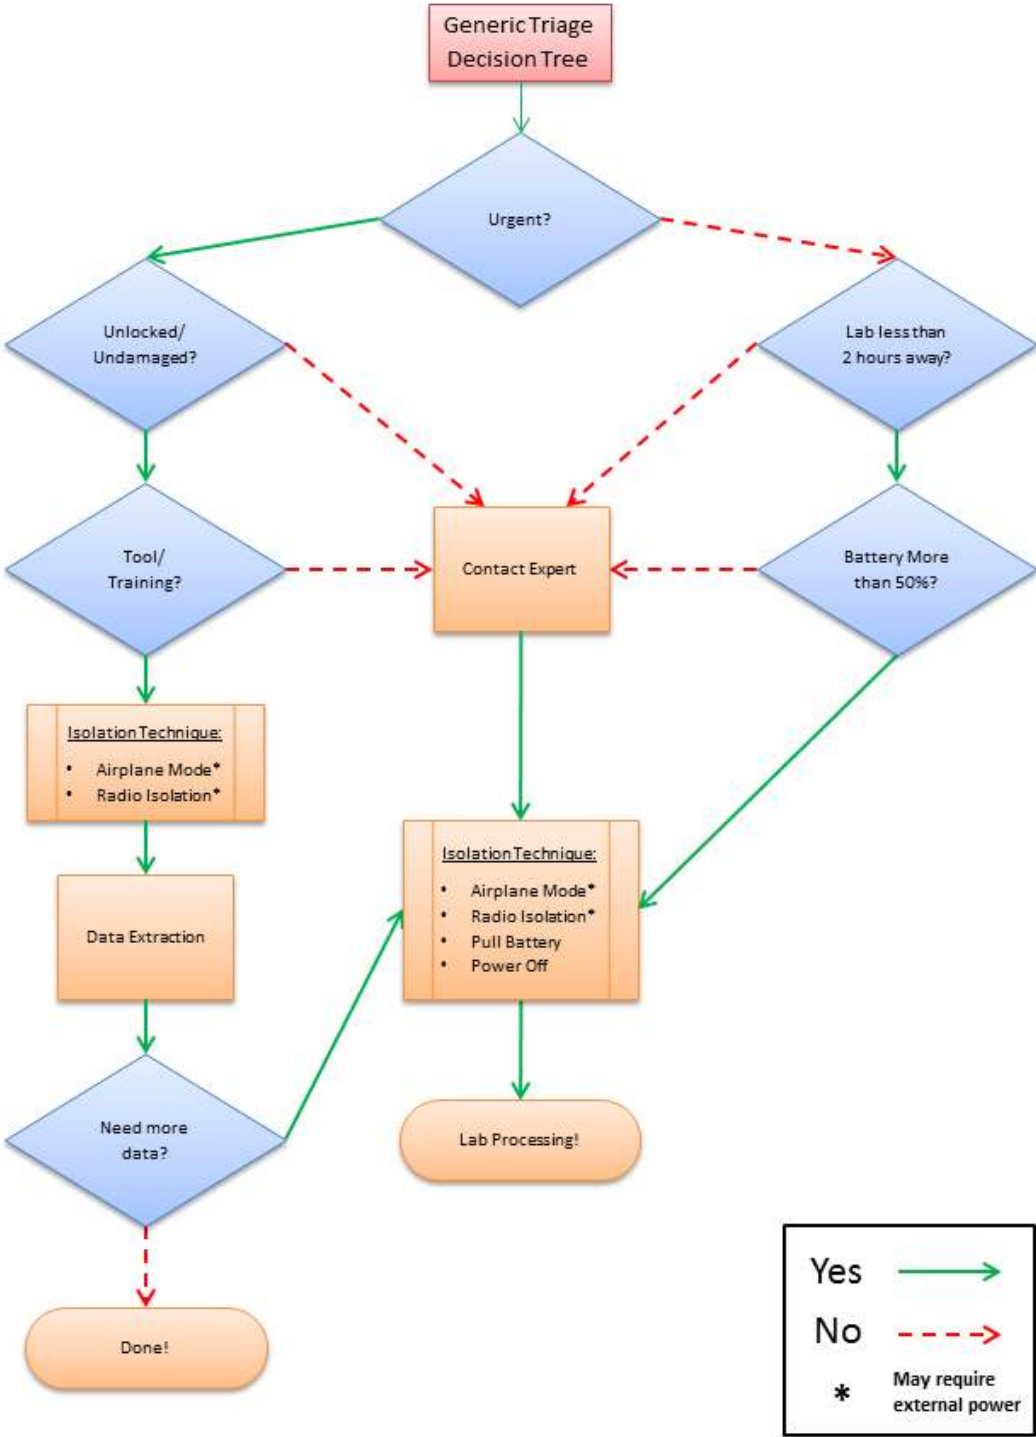 Generic Triage
Decision Tree
Urgent?
Unlocked/
Undamaged?
Lab less than
2 hours away?
Tool/
Training?
Contact Expert
Battery More
than 50%?
Isolation Technique:
• Airplane Mode*
• Radio Isolation*
Data Extraction
Isolation Technique:
• Airplane Mode*
• Radio Isolation*
• Pull Battery
• Power Off
Need more
data?
Lab Processing!
Done!
Yes
No
* May require
external power